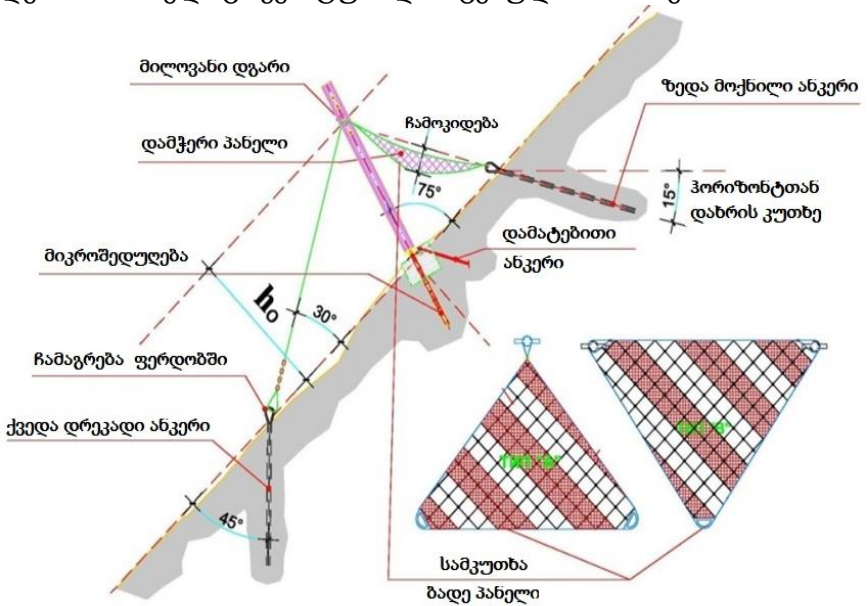 მილოვანი დგარი
ზედა მოქნილი ანკერი
ჩამოკიდება
დამჭერი პანელი
75°
15°
ჰორიზონტთან
დახრის კუთხე
დამატებითი
ანკერი
მიკროშედუღება
h₀
30°
ჩამაგრება ფერდობში
ქვედა დრეკადი ანკერი
45°
სამკუთხა
ბადე პანელი